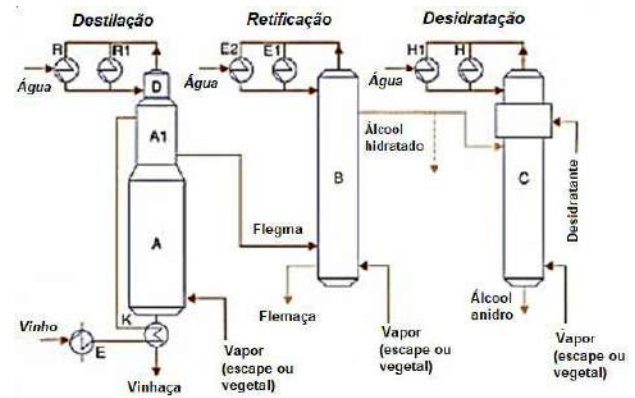 Destilação
Retificação
Desidratação
R
R1
E2
E1
H1
H
Água
Água
Água
D
A1
A
B
C
Álcool
hidratado
Desidratante
Flegma
K
Flemaça
Álcool
anidro
Vinho
E
Vinhaça
Vapor
(escape ou
vegetal)
Vapor
(escape ou
vegetal)
Vapor
(escape ou
vegetal)